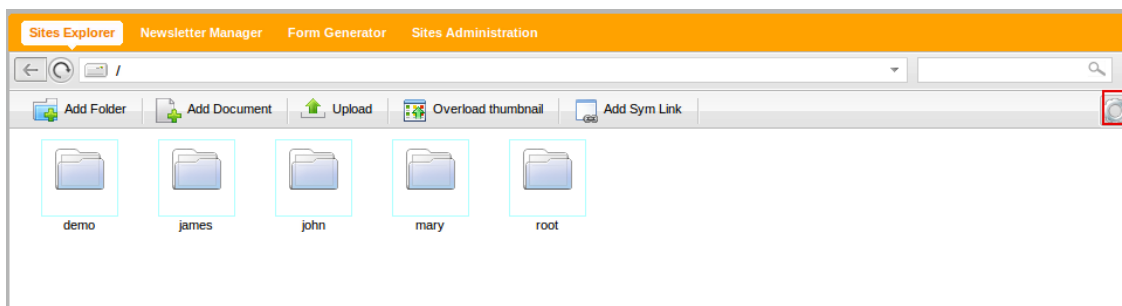 Sites Explorer Newsletter Manager Form Generator Sites Administration
/
Add Folder Add Document Upload Overload thumbnail Add Sym Link
demo james john mary root